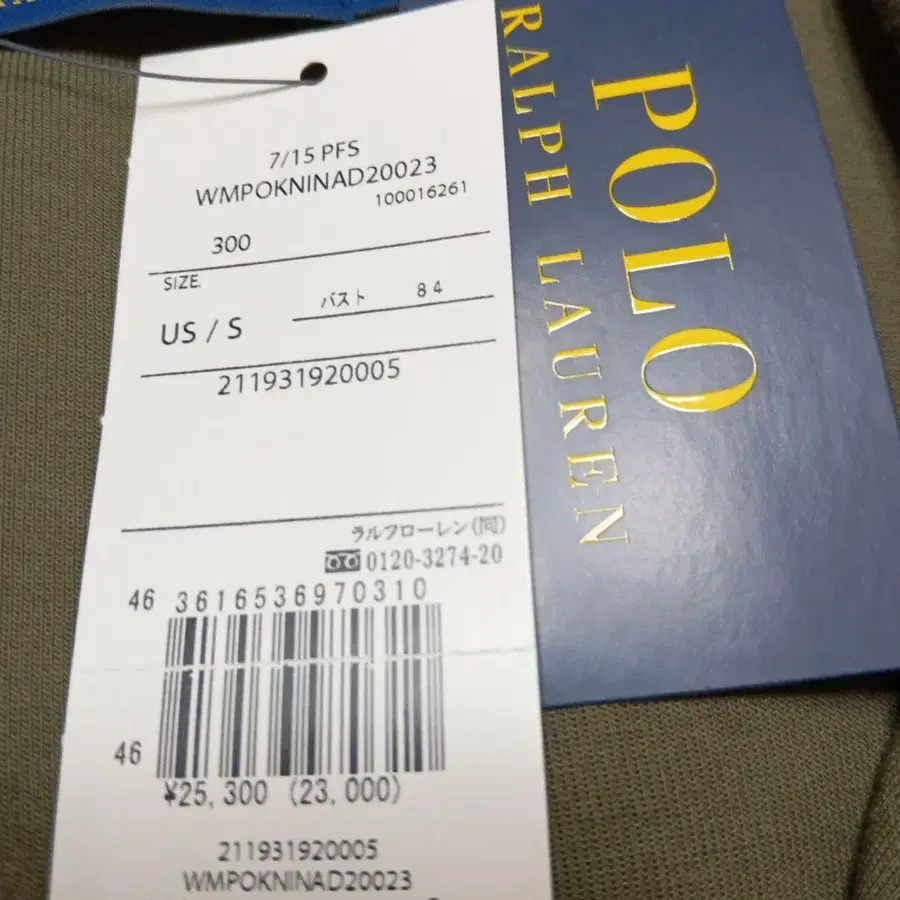 7/15 PFS
WMPOKNINAD20023
100016261
300
SIZE.
US / S
バスト 84
211931920005
ラルフローレン(同)
0120-3274-20
46 3616536970310
46
¥25,300 (23,000)
211931920005
WMPOKNINAD20023
POLO
RALPH LAUREN